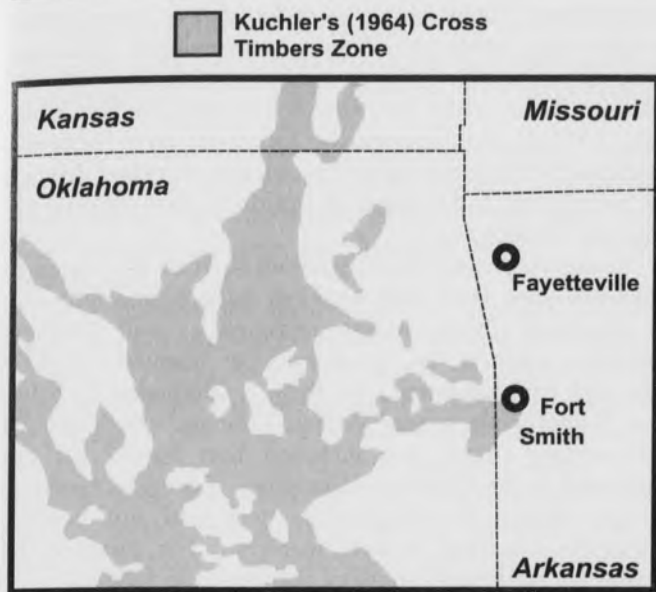 Kuchler's (1964) Cross
Timbers Zone
Kansas
Missouri
Oklahoma
Fayetteville
Fort
Smith
Arkansas